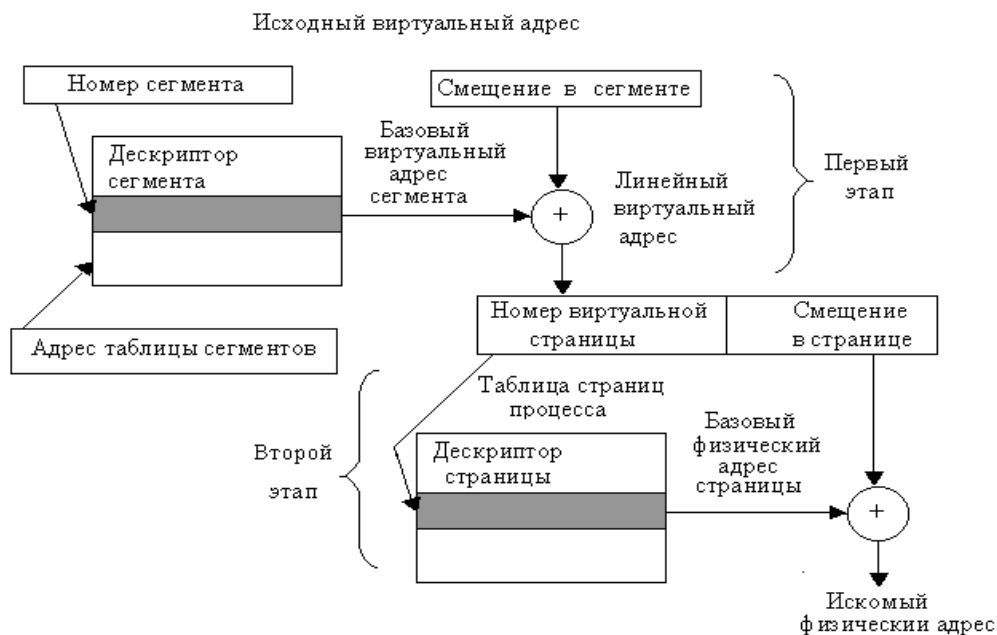 Исходный виртуальный адрес
Номер сегмента
Смещение в сегменте
Дескриптор
сегмента
Базовый
виртуальный
адрес
сегмента
Линейный
виртуальный
адрес
Первый
этап
+
Адрес таблицы сегментов
Номер виртуальной
страницы
Смещение
в странице
Таблица страниц
процесса
Второй
этап
Дескриптор
страницы
Базовый
физический
адрес
страницы
+
Искомый
физический адрес